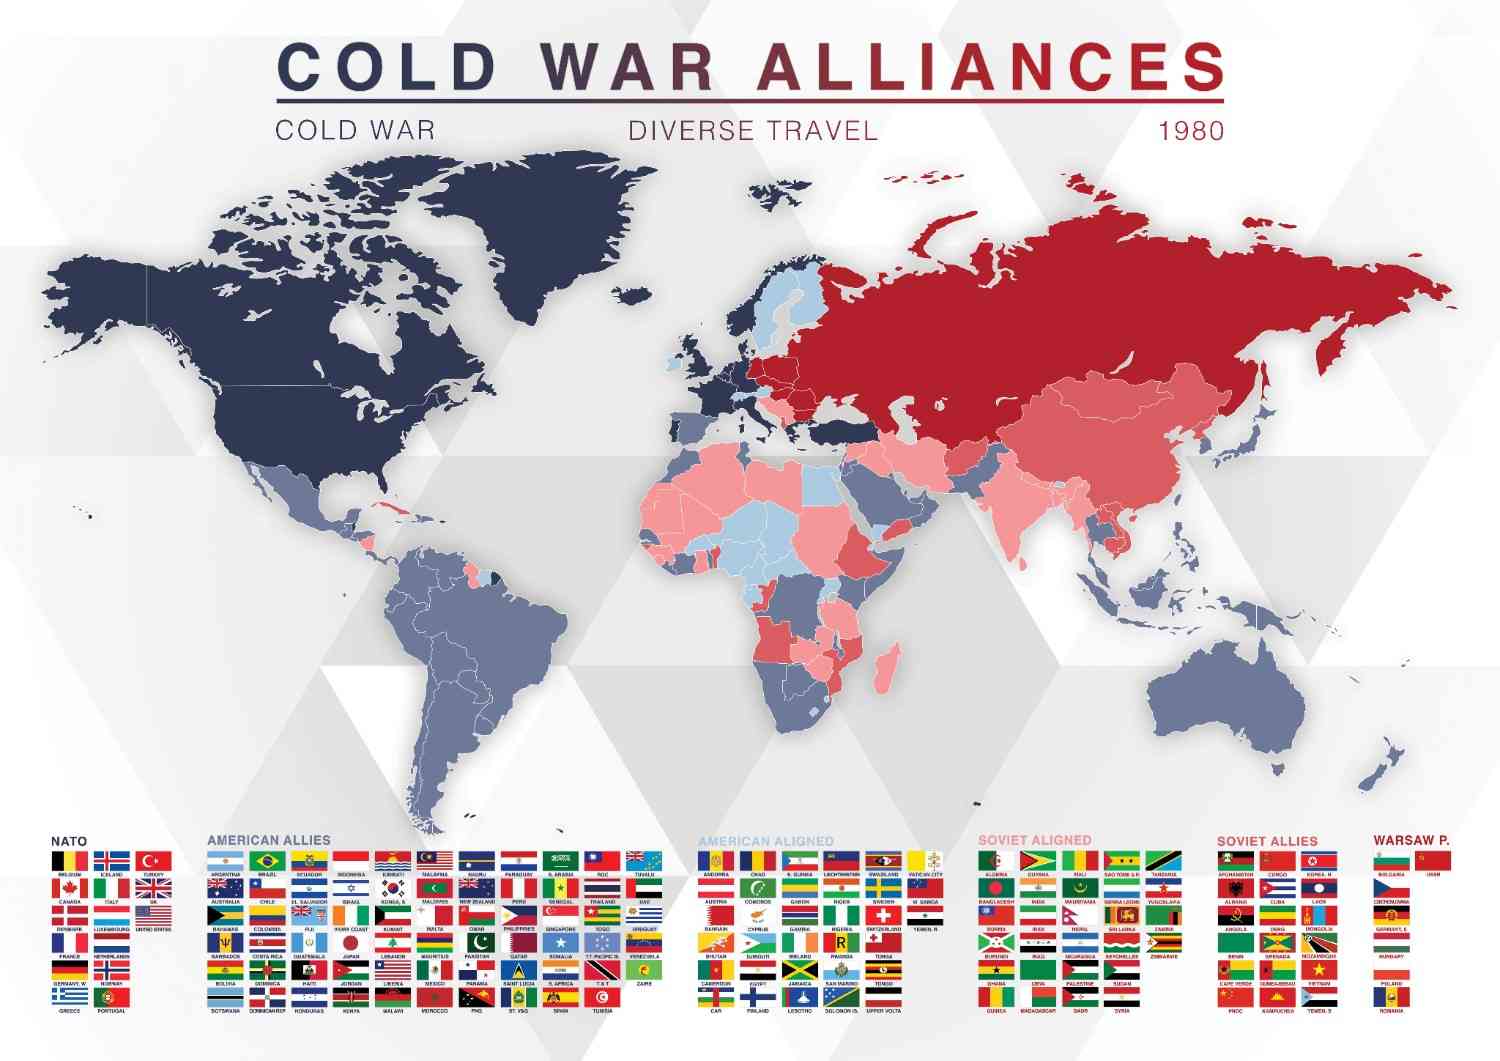 COLD WAR ALLIANCES
COLD WAR DIVERSE TRAVEL 1980
NATO AMERICAN ALLIES AMERICAN ALIGNED SOVIET ALIGNED SOVIET ALLIES WARSAW P.
BELGIUM ICELAND TURKEY ARGENTINA BRAZIL ECUADOR INDONESIA KIRIBATI MALAYSIA NAURU PARAGUAY S. ARABIA ROC TUVALU ANDORRA CHAD E. GUINEA LIECHTENSTEIN SWAZILAND VATICAN CITY ALGERIA GUYANA MALI SAO TOME & P. TANZANIA AFGHANISTAN CONGO KOREA, N BULGARIA USSR
CANADA ITALY UK AUSTRALIA CHILE EL SALVADOR ISRAEL KOREA, S MALDIVES NEW ZEALAND PERU SENEGAL THAILAND UAE AUSTRIA COMOROS GABON NIGER SWEDEN W. SAMOA BANGLADESH INDIA MAURITANIA SIERRA LEONE YUGOSLAVIA ALBANIA CUBA LAOS
DENMARK LUXEMBOURG UNITED STATES BAHAMAS COLOMBIA FIJI IVORY COAST KUWAIT MALTA OMAN PHILIPPINES SINGAPORE TOGO URUGUAY BAHRAIN CYPRUS GAMBIA NIGERIA SWITZERLAND YEMEN, N BURMA IRAN NEPAL SRI LANKA ZAMBIA ANGOLA MONGOLIA GERMANY, E
FRANCE NETHERLANDS BARBADOS COSTA RICA GUATEMALA JAPAN LEBANON MAURITIUS PAKISTAN QATAR SOMALIA VENEZUELA BHUTAN DJIBOUTI JAMAICA RWANDA TONGA BURUNDI IRAQ NICARAGUA SEYCHELLES ZIMBABWE BENIN GRENADA MOZAMBIQUE HUNGARY
GERMANY, W NORWAY BOLIVIA DOMINICA HAITI JORDAN LIBERIA MEXICO PANAMA SAINT LUCIA S. AFRICA T & T ZAIRE CAMEROON EGYPT SAN MARINO GHANA LIBYA PALESTINE SUDAN CAPE VERDE VIETNAM POLAND
GREECE PORTUGAL BOTSWANA DOMINICAN REP HONDURAS KENYA MALAWI MOROCCO PNG ST. V&G SPAIN TUNISIA CAR FINLAND LESOTHO SOLOMON IS. UPPER VOLTA GUINEA MADAGASCAR SADR SYRIA PROC KAMPUCHEA YEMEN, S ROMANIA